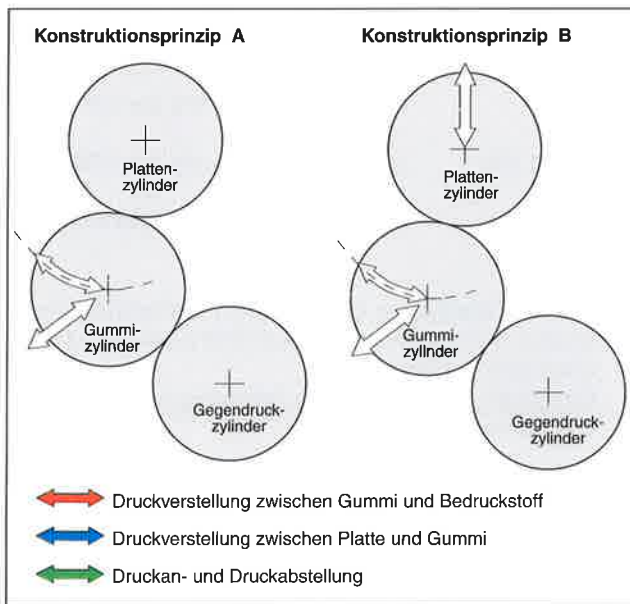 Konstruktionsprinzip A
Konstruktionsprinzip B
Platten-
zylinder
Platten-
zylinder
Gummi-
zylinder
Gummi-
zylinder
Gegendruck-
zylinder
Gegendruck-
zylinder
Druckverstellung zwischen Gummi und Bedruckstoff
Druckverstellung zwischen Platte und Gummi
Druckan- und Druckabstellung